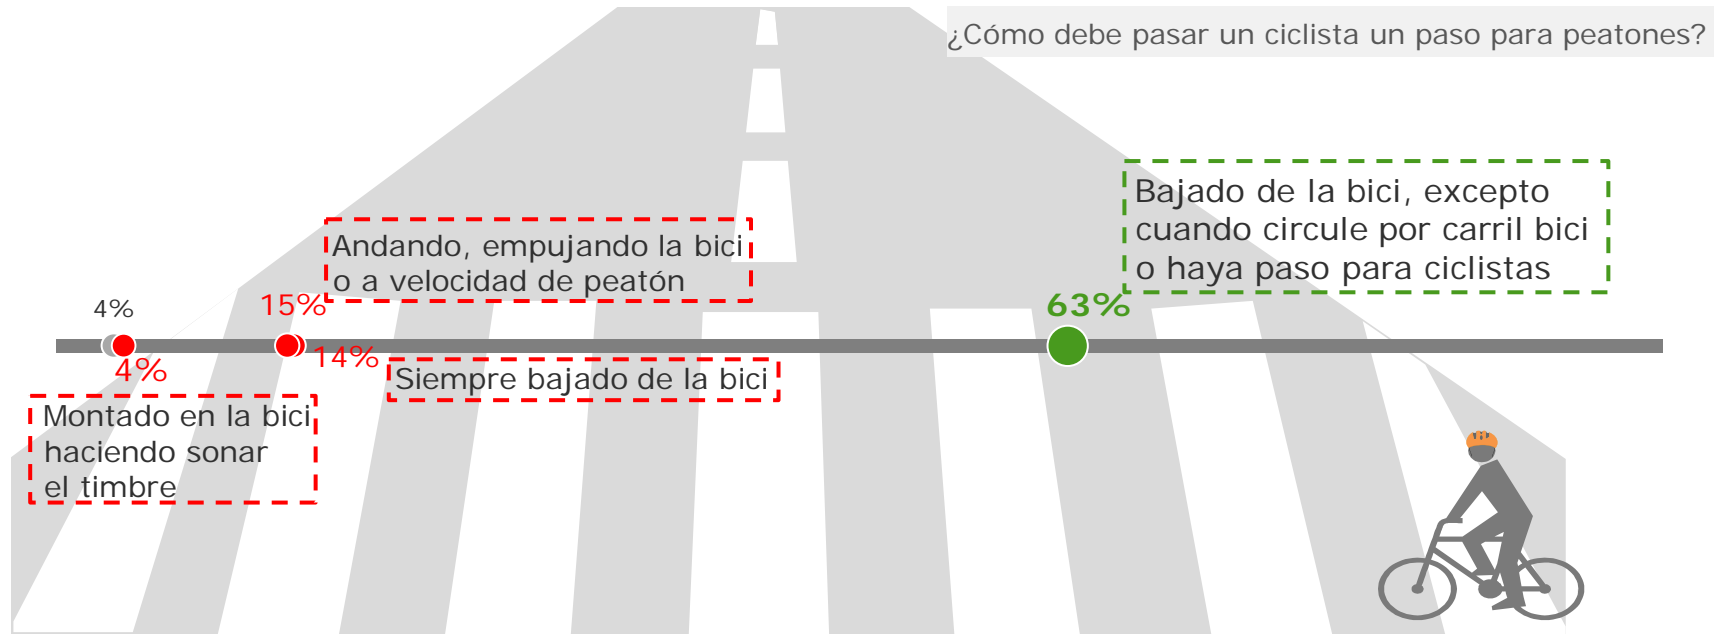 ¿Cómo debe pasar un ciclista un paso para peatones?
Bajado de la bici, excepto
cuando circule por carril bici
o haya paso para ciclistas
63%
Andando, empujando la bici
o a velocidad de peatón
15%
14%
Siempre bajado de la bici
4%
4%
Montado en la bici
haciendo sonar
el timbre